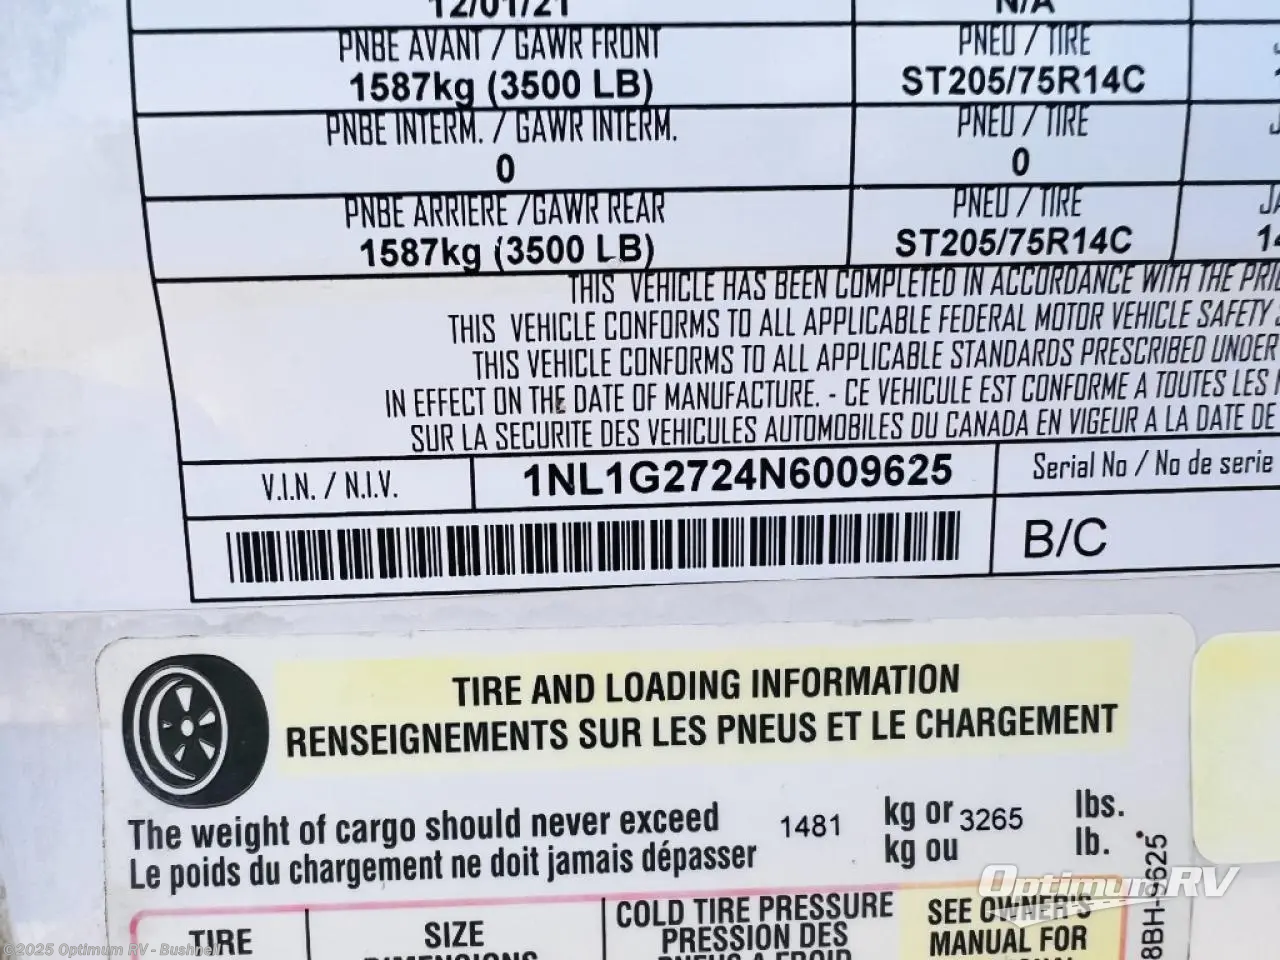 12/01/21 N/A
PNBE AVANT / GAWR FRONT PNEU / TIRE
1587kg (3500 LB) ST205/75R14C
PNBE INTERM. / GAWR INTERM. PNEU / TIRE
0 0
PNBE ARRIERE /GAWR REAR PNEU / TIRE
1587kg (3500 LB) ST205/75R14C
THIS VEHICLE HAS BEEN COMPLETED IN ACCORDANCE WITH THE
THIS VEHICLE CONFORMS TO ALL APPLICABLE FEDERAL MOTOR VEHICLE SAFETY
THIS VEHICLE CONFORMS TO ALL APPLICABLE STANDARDS PRESCRIBED UNDER
IN EFFECT ON THE DATE OF MANUFACTURE. - CE VEHICULE EST CONFORME A TOUTES LES
SUR LA SECURITE DES VEHICULES AUTOMOBILES DU CANADA EN VIGEUR A LA DATE DE
V.I.N. / N.I.V. 1NL1G2724N6009625 Serial No / No de serie
B/C
TIRE AND LOADING INFORMATION
RENSEIGNEMENTS SUR LES PNEUS ET LE CHARGEMENT
The weight of cargo should never exceed 1481 kg or 3265 lbs.
Le poids du chargement ne doit jamais dépasser kg ou lb.
TIRE SIZE COLD TIRE PRESSURE SEE OWNER'S
PRESSION DES MANUAL FOR
8BH-9625
Optimum RV
©2025 Optimum RV - Bushnell